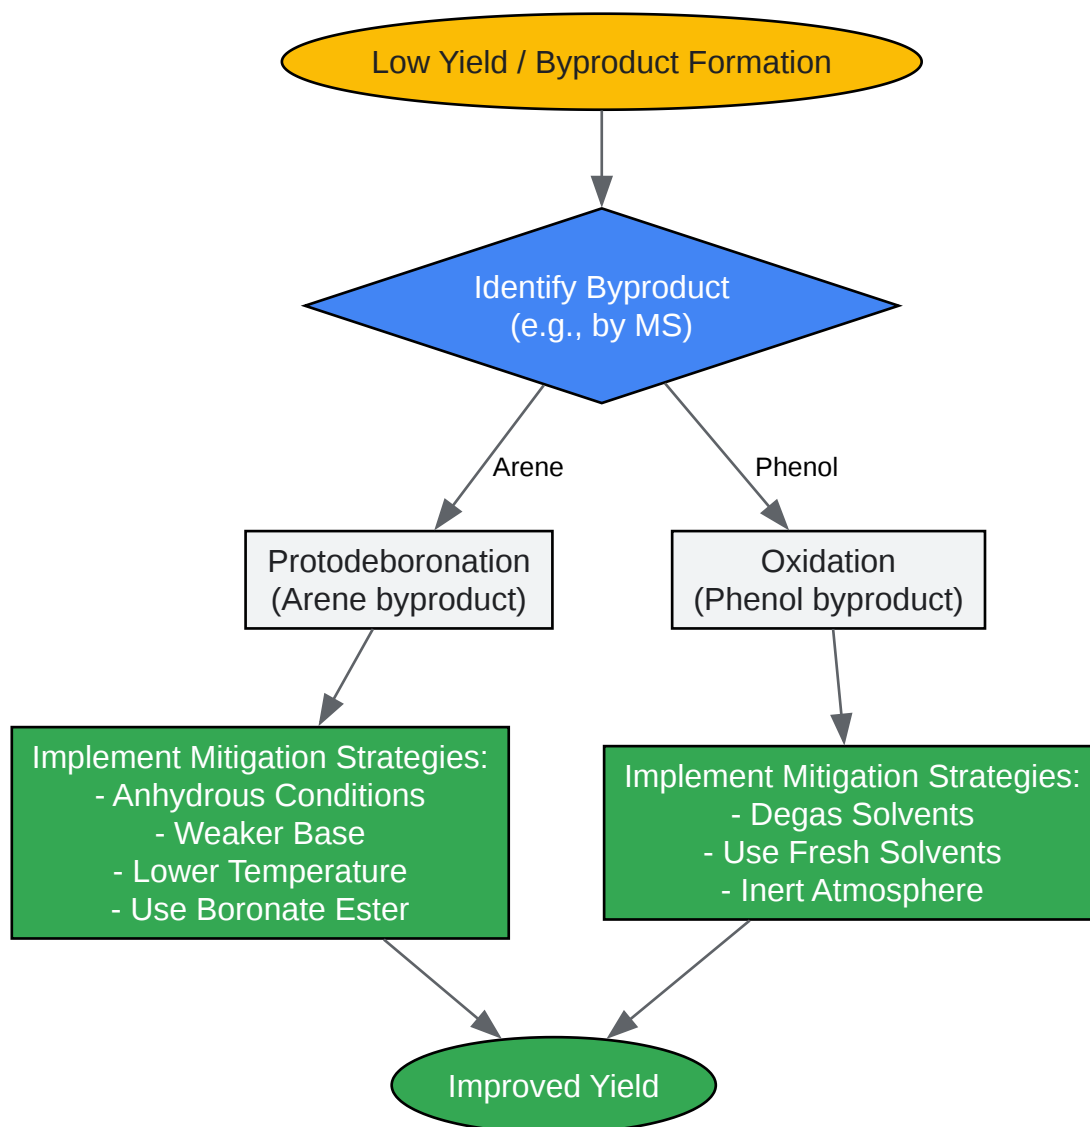 Low Yield / Byproduct Formation
Identify Byproduct
(e.g., by MS)
Arene
Phenol
Protodeboronation
(Arene byproduct)
Oxidation
(Phenol byproduct)
Implement Mitigation Strategies:
- Anhydrous Conditions
- Weaker Base
- Lower Temperature
- Use Boronate Ester
Implement Mitigation Strategies:
- Degas Solvents
- Use Fresh Solvents
- Inert Atmosphere
Improved Yield